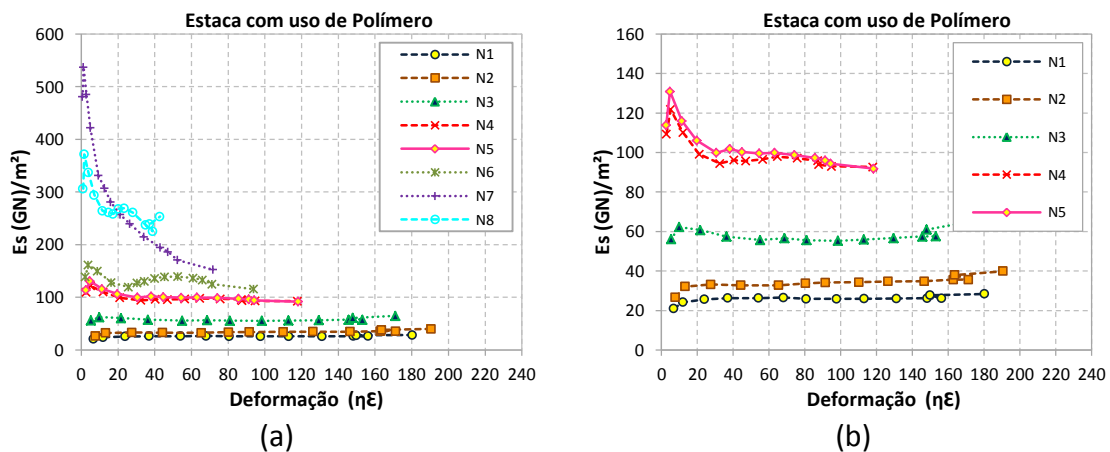 Estaca com uso de Polímero
Es (GN)/m²
600
500
400
300
200
100
0
0 20 40 60 80 100 120 140 160 180 200 220 240
Deformação (ηƐ)
N1
N2
N3
N4
N5
N6
N7
N8
(a)
Estaca com uso de Polímero
Es (GN)/m²
160
140
120
100
80
60
40
20
0
0 20 40 60 80 100 120 140 160 180 200 220 240
Deformação (ηƐ)
N1
N2
N3
N4
N5
(b)